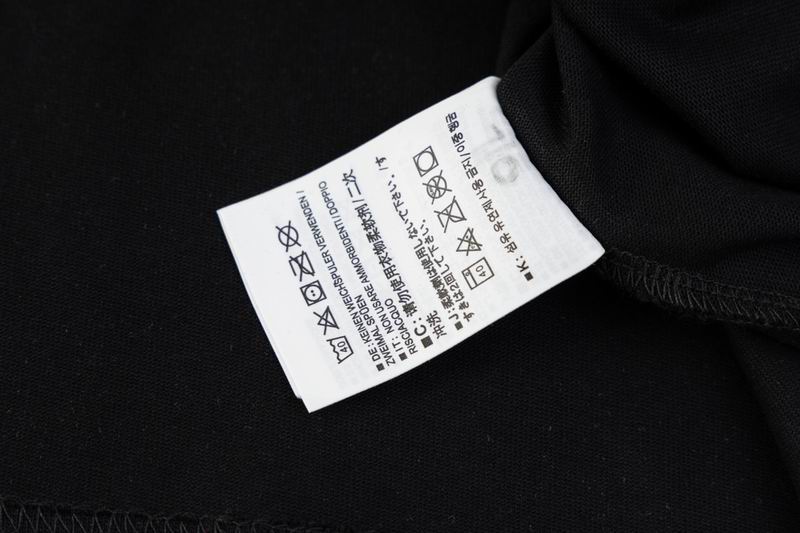 40
■ DE: KEINEN WEICHSPÜLER VERWENDEN /
ZWEIMAL SPÜEN
■ IT: NON USARE AMMORBIDENTI / DOPPIO
RISCIACQUO
■ C: 请勿使用衣物柔软剂 / 二次
冲洗
■ J: 柔軟剤は使用しないで下さい。/す
すぎは2回して下さい。
40
■ K: 섬유 유연제 사용 금지 / 이중 헹굼